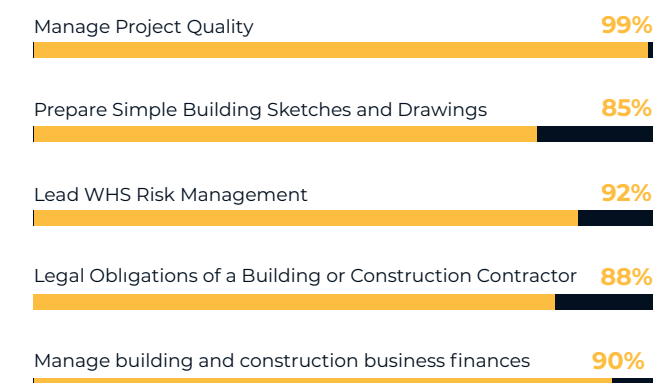 Manage Project Quality 99%
Prepare Simple Building Sketches and Drawings 85%
Lead WHS Risk Management 92%
Legal Oblıgations of a Building or Construction Contractor 88%
Manage building and construction business finances 90%